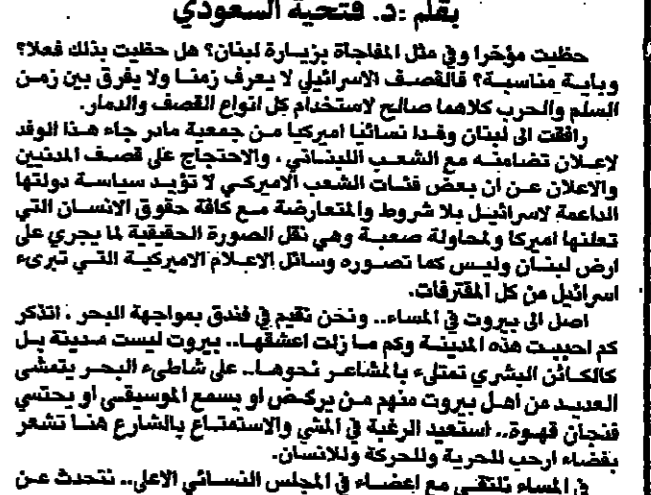 بقلم :د. فتحية السعودي
حظيت مؤخرا وفي مثل المفاجاة بزيارة لبنان؟ هل حظيت بذلك فعلا؟
وباية مناسبة؟ فالقصف الاسرائيلي لا يعرف زمنا ولا يفرق بين زمن
السلم والحرب كلاهما صالح لاستخدام كل انواع القصف والدمار.
رافقت الى لبنان وفدا نسائيا اميركيا من جمعية مادر جاء هذا الوفد
لاعلان تضامنه مع الشعب اللبناني، والاحتجاج على قصف المدنيين
والاعلان عن ان بعض فئات الشعب الاميركي لا تؤيد سياسة دولتها
الداعمة لاسرائيل بلا شروط والمتعارضة مع كافة حقوق الانسان التي
تعلنها اميركا ولمحاولة صعبة وهي نقل الصورة الحقيقية لما يجري على
ارض لبنان وليس كما تصوره وسائل الاعلام الاميركية التي تبرىء
اسرائيل من كل المقترفات.
اصل الى بيروت في المساء.. ونحن نقيم في فندق بمواجهة البحر، اتذكر
كم احببت هذه المدينة وكم ما زلت اعشقها.. بيروت ليست مدينة بل
كالكائن البشري تمتلىء بالمشاعر نحوها.. على شاطىء البحر يتمشى
العديد من اهل بيروت منهم من يركض او يسمع الموسيقى او يحتسي
فنجان قهوة.. استعيد الرغبة في المشي والاستمتاع بالشارع هنا تشعر
بفضاء ارحب للحرية وللحركة وللانسان.
في المساء نلتقي مع اعضاء في المجلس النسائي الاعلى.. نتحدث عن